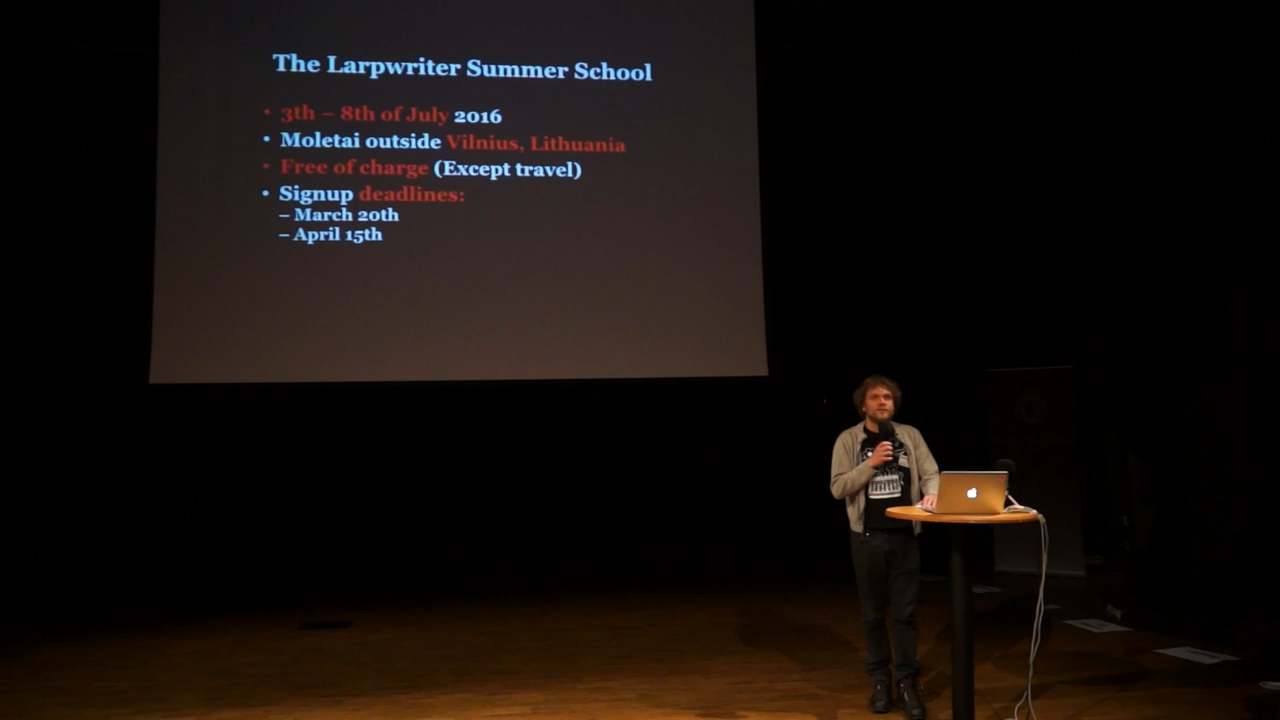 The Larpwriter Summer School
• 3th – 8th of July 2016
• Moletai outside Vilnius, Lithuania
• Free of charge (Except travel)
• Signup deadlines:
– March 20th
– April 15th